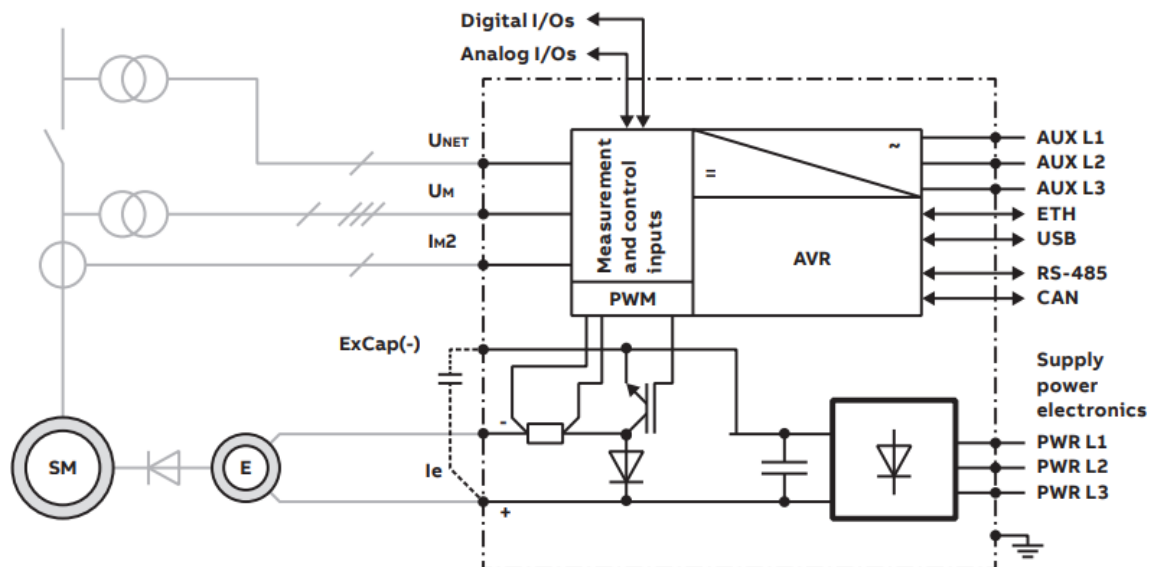 Digital I/Os
Analog I/Os
UNET
UM
IM2
Measurement
and control
inputs
~
=
AVR
PWM
AUX L1
AUX L2
AUX L3
ETH
USB
RS-485
CAN
ExCap(-)
-
Ie
+
SM
E
Supply
power
electronics
PWR L1
PWR L2
PWR L3